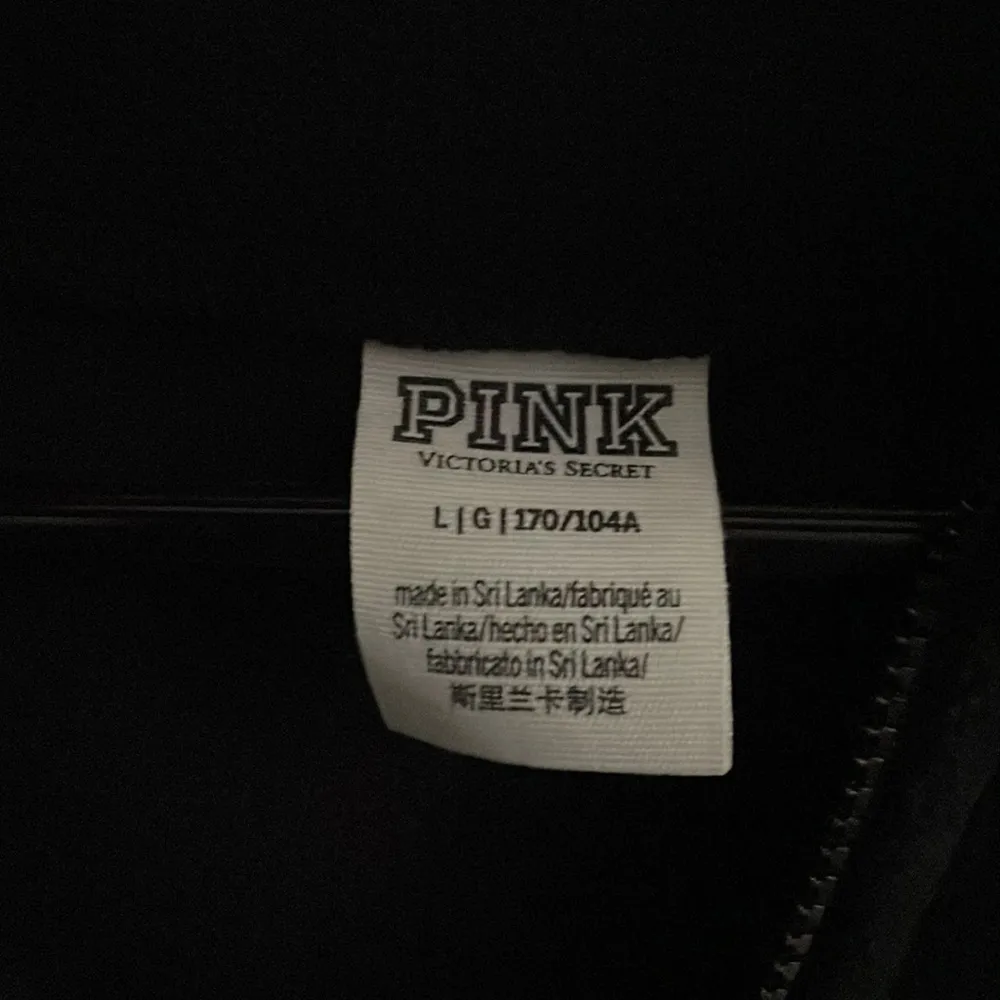 PINK
VICTORIA'S SECRET
L | G | 170/104A
made in Sri Lanka/fabriqué au
Sri Lanka/hecho en Sri Lanka/
fabbricato in Sri Lanka/
斯里兰卡制造